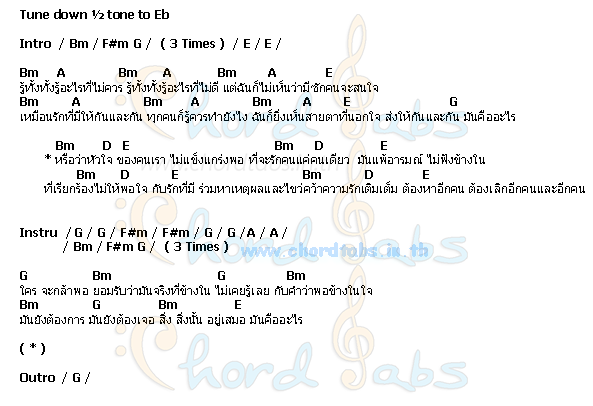 Tune down ½ tone to Eb
Intro / Bm / F#m G / ( 3 Times ) / E / E /
Bm A Bm A Bm A E
รู้ทั้งทั้งรู้อะไรที่ไม่ควร รู้ทั้งทั้งรู้อะไรที่ไม่ดี แต่ฉันก็ไม่เห็นว่ามีซักคนจะสนใจ
Bm A Bm A Bm A E G
เหมือนรักที่มีให้กันและกัน ทุกคนก็รู้ควรทำยังไง ฉันก็ยิ่งเห็นสายตาที่นอกใจ ส่งให้กันและกัน มันคืออะไร
Bm D E Bm D E
* หรือว่าหัวใจ ของคนเรา ไม่แข็งแกร่งพอ ที่จะรักคนแค่คนเดียว มันแพ้อารมณ์ ไม่ฟังข้างใน
Bm D E Bm D E
ที่เรียกร้องไม่ให้พอใจ กับรักที่มี ร่วมหาเหตุผลและไขว่คว้าความรักเติมเต็ม ต้องหาอีกคน ต้องเลิกอีกคนและอีกคน
Instru / G / G / F#m / F#m / G / G /A / A /
/ Bm / F#m G / ( 3 Times )
www.chordtabs.in.th
G Bm G Bm
ใคร จะกล้าพอ ยอมรับว่ามันจริงที่ข้างใน ไม่เคยรู้เลย กับคำว่าพอข้างในใจ
Bm G Bm E
มันยังต้องการ มันยังต้องเจอ สิ่ง สิ่งนั้น อยู่เสมอ มันคืออะไร
( * )
Chord Tabs
Outro / G /